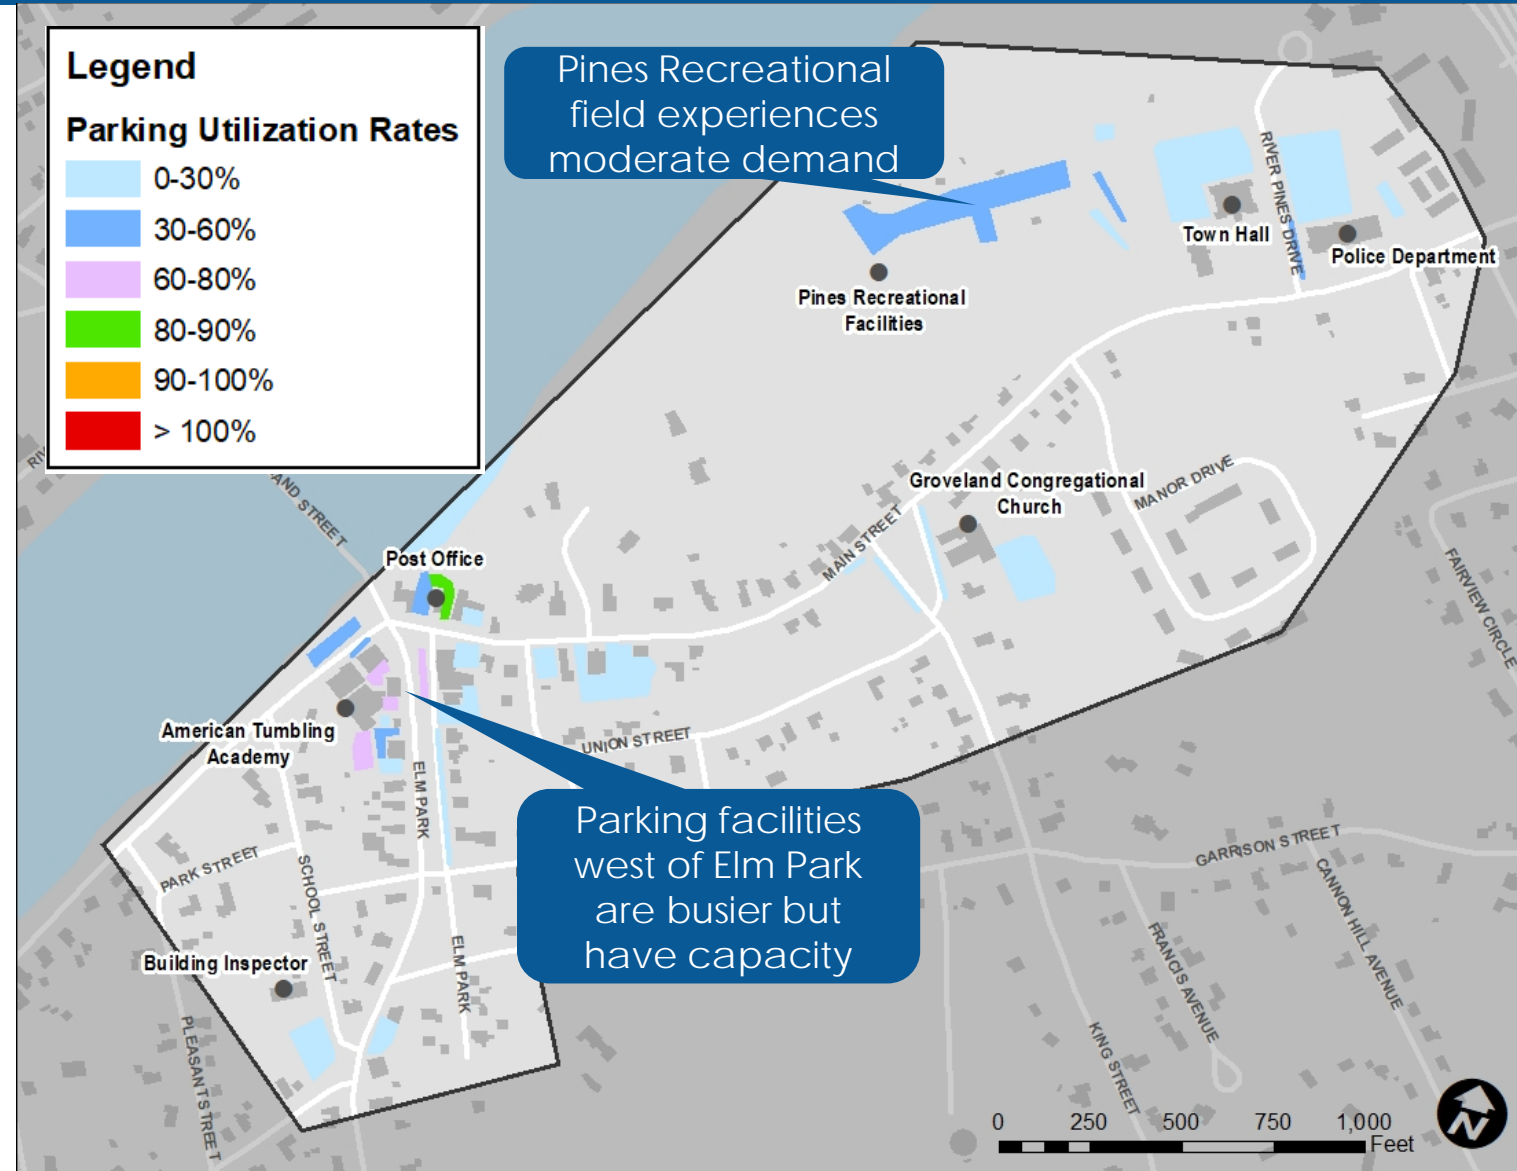 Legend
Parking Utilization Rates
0-30%
30-60%
60-80%
80-90%
90-100%
> 100%
Pines Recreational
field experiences
moderate demand
RIVER PINES DRIVE
Town Hall
Police Department
Pines Recreational
Facilities
Groveland Congregational
Church
MANOR DRIVE
MAIN STREET
FAIRVIEW CIRCLE
Post Office
American Tumbling
Academy
UNION STREET
ELM PARK
Parking facilities
west of Elm Park
are busier but
have capacity
PARK STREET
SCHOOL STREET
ELM PARK
Building Inspector
PLEASANT STREET
GARRISON STREET
CANNON HILL AVENUE
FRANCIS AVENUE
KING STREET
0 250 500 750 1,000
Feet
N